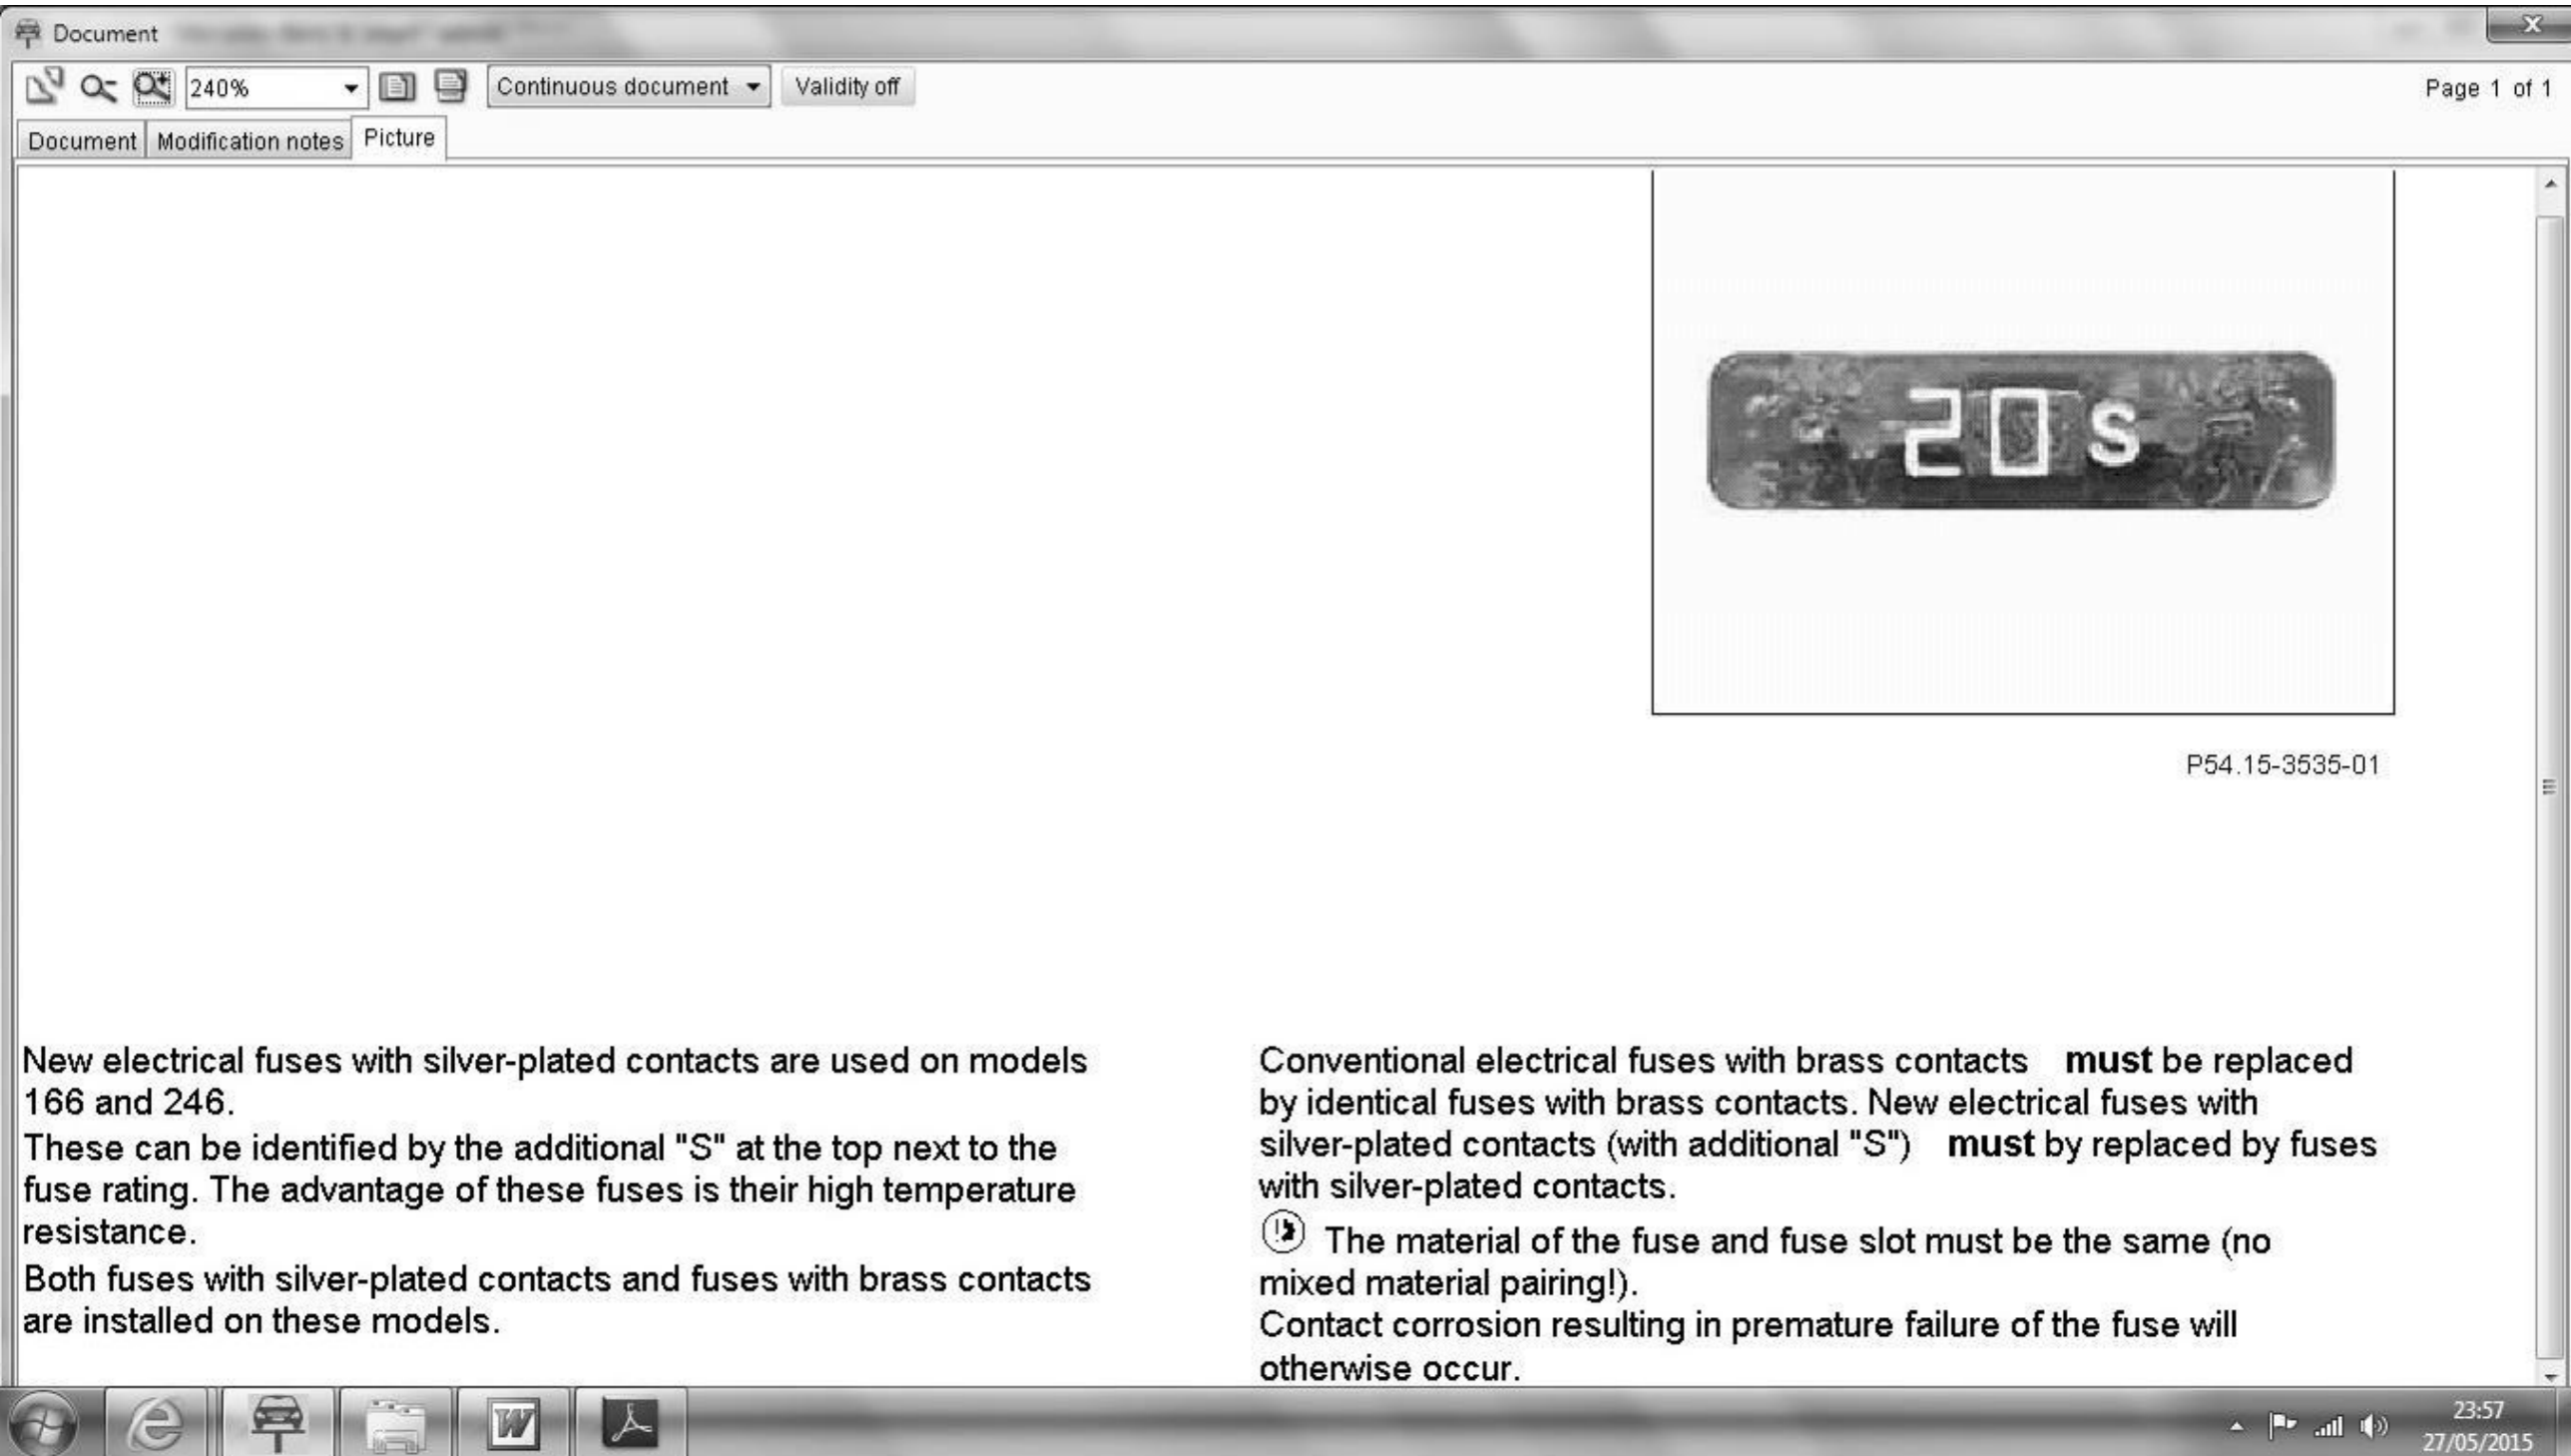 Document
240%
Continuous document
Validity off
Page 1 of 1
Document
Modification notes
Picture
20 s
P54.15-3535-01
New electrical fuses with silver-plated contacts are used on models
166 and 246.
These can be identified by the additional "S" at the top next to the
fuse rating. The advantage of these fuses is their high temperature
resistance.
Both fuses with silver-plated contacts and fuses with brass contacts
are installed on these models.
Conventional electrical fuses with brass contacts must be replaced
by identical fuses with brass contacts. New electrical fuses with
silver-plated contacts (with additional "S") must by replaced by fuses
with silver-plated contacts.
The material of the fuse and fuse slot must be the same (no
mixed material pairing!).
Contact corrosion resulting in premature failure of the fuse will
otherwise occur.
23:57
27/05/2015